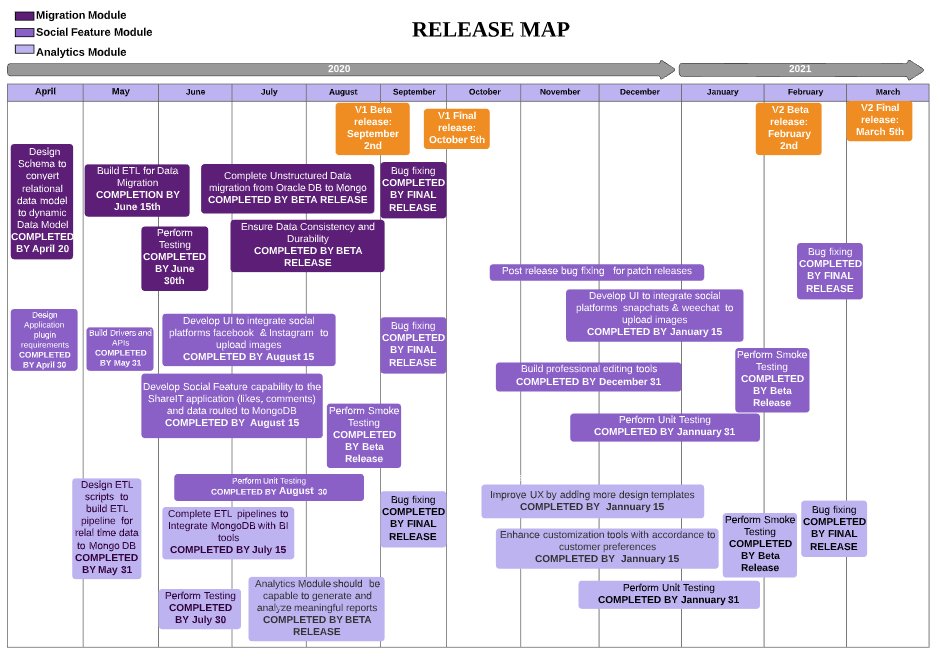 Migration Module
Social Feature Module
Analytics Module
RELEASE MAP
2020
2021
April
May
June
July
August
September
October
November
December
January
February
March
V1 Beta
release:
September
2nd
V1 Final
release:
October 5th
V2 Beta
release:
February
2nd
V2 Final
release:
March 5th
Design
Schema to
convert
relational
data model
to dynamic
Data Model
COMPLETED
BY April 20
Build ETL for Data
Migration
COMPLETION BY
June 15th
Complete Unstructured Data
migration from Oracle DB to Mongo
COMPLETED BY BETA RELEASE
Bug fixing
COMPLETED
BY FINAL
RELEASE
Perform
Testing
COMPLETED
BY June
30th
Ensure Data Consistency and
Durability
COMPLETED BY BETA
RELEASE
Post release bug fixing for patch releases
Bug fixing
COMPLETED
BY FINAL
RELEASE
Design
Application
plugin
requirements
COMPLETED
BY April 30
Build Drivers and
APIs
COMPLETED
BY May 31
Develop UI to integrate social
platforms facebook & Instagram to
upload images
COMPLETED BY August 15
Bug fixing
COMPLETED
BY FINAL
RELEASE
Develop UI to integrate social
platforms snapchats & weechat to
upload images
COMPLETED BY January 15
Build professional editing tools
COMPLETED BY December 31
Perform Smoke
Testing
COMPLETED
BY Beta
Release
Develop Social Feature capability to the
ShareIT application (likes, comments)
and data routed to MongoDB
COMPLETED BY August 15
Perform Smoke
Testing
COMPLETED
BY Beta
Release
Perform Unit Testing
COMPLETED BY Jannuary 31
Perform Unit Testing
COMPLETED BY August 30
Design ETL
scripts to
build ETL
pipeline for
relal time data
to Mongo DB
COMPLETED
BY May 31
Complete ETL pipelines to
Integrate MongoDB with BI
tools
COMPLETED BY July 15
Bug fixing
COMPLETED
BY FINAL
RELEASE
Improve UX by adding more design templates
COMPLETED BY Jannuary 15
Enhance customization tools with accordance to
customer preferences
COMPLETED BY Jannuary 15
Perform Smoke
Testing
COMPLETED
BY Beta
Release
Bug fixing
COMPLETED
BY FINAL
RELEASE
Perform Testing
COMPLETED
BY July 30
Analytics Module should be
capable to generate and
analyze meaningful reports
COMPLETED BY BETA
RELEASE
Perform Unit Testing
COMPLETED BY Jannuary 31